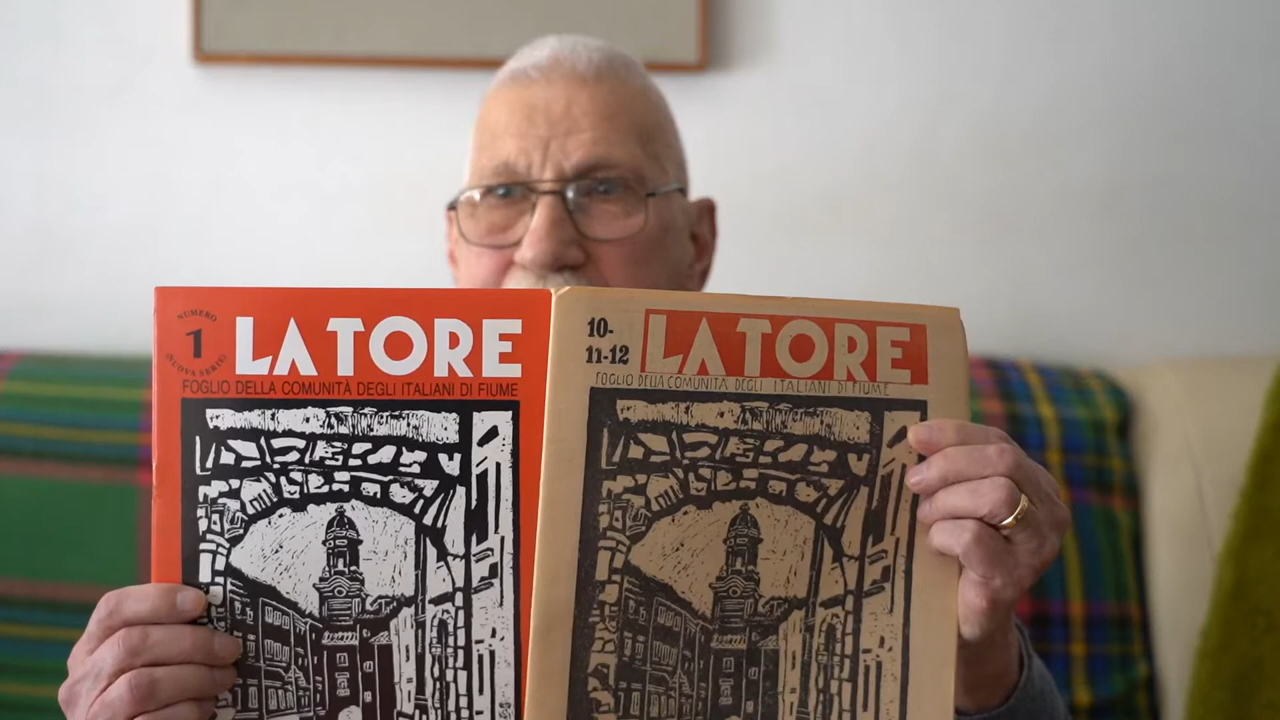 NUMERO
1
(NUOVA SERIE)
LA TORE
FOGLIO DELLA COMUNITÀ DEGLI ITALIANI DI FIUME
10-
11-12
LA TORE
FOGLIO DELLA COMUNITA DEGLI ITALIANI DI FIUME